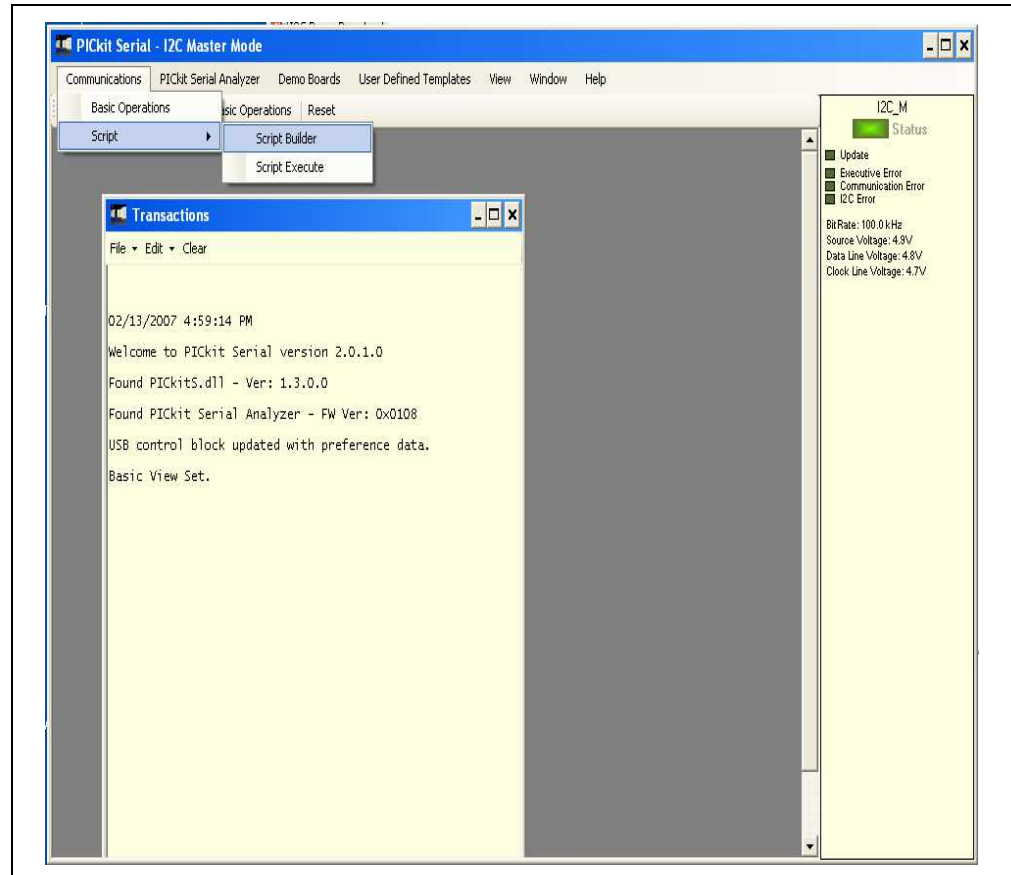 PICkit Serial - I2C Master Mode
Communications PICkit Serial Analyzer Demo Boards User Defined Templates View Window Help
Basic Operations
Operations Reset
Script
Script Builder
Script Execute
Transactions
File Edit Clear
02/13/2007 4:59:14 PM
Welcome to PICkit Serial version 2.0.1.0
Found PICkitS.dll - Ver: 1.3.0.0
Found PICkit Serial Analyzer - FW Ver: 0x0108
USB control block updated with preference data.
Basic View Set.
I2C_M
Status
Update
Executive Error
Communication Error
I2C Error
BitRate: 100.0 kHz
Source Voltage: 4.9V
Data Line Voltage: 4.8V
Clock Line Voltage: 4.7V